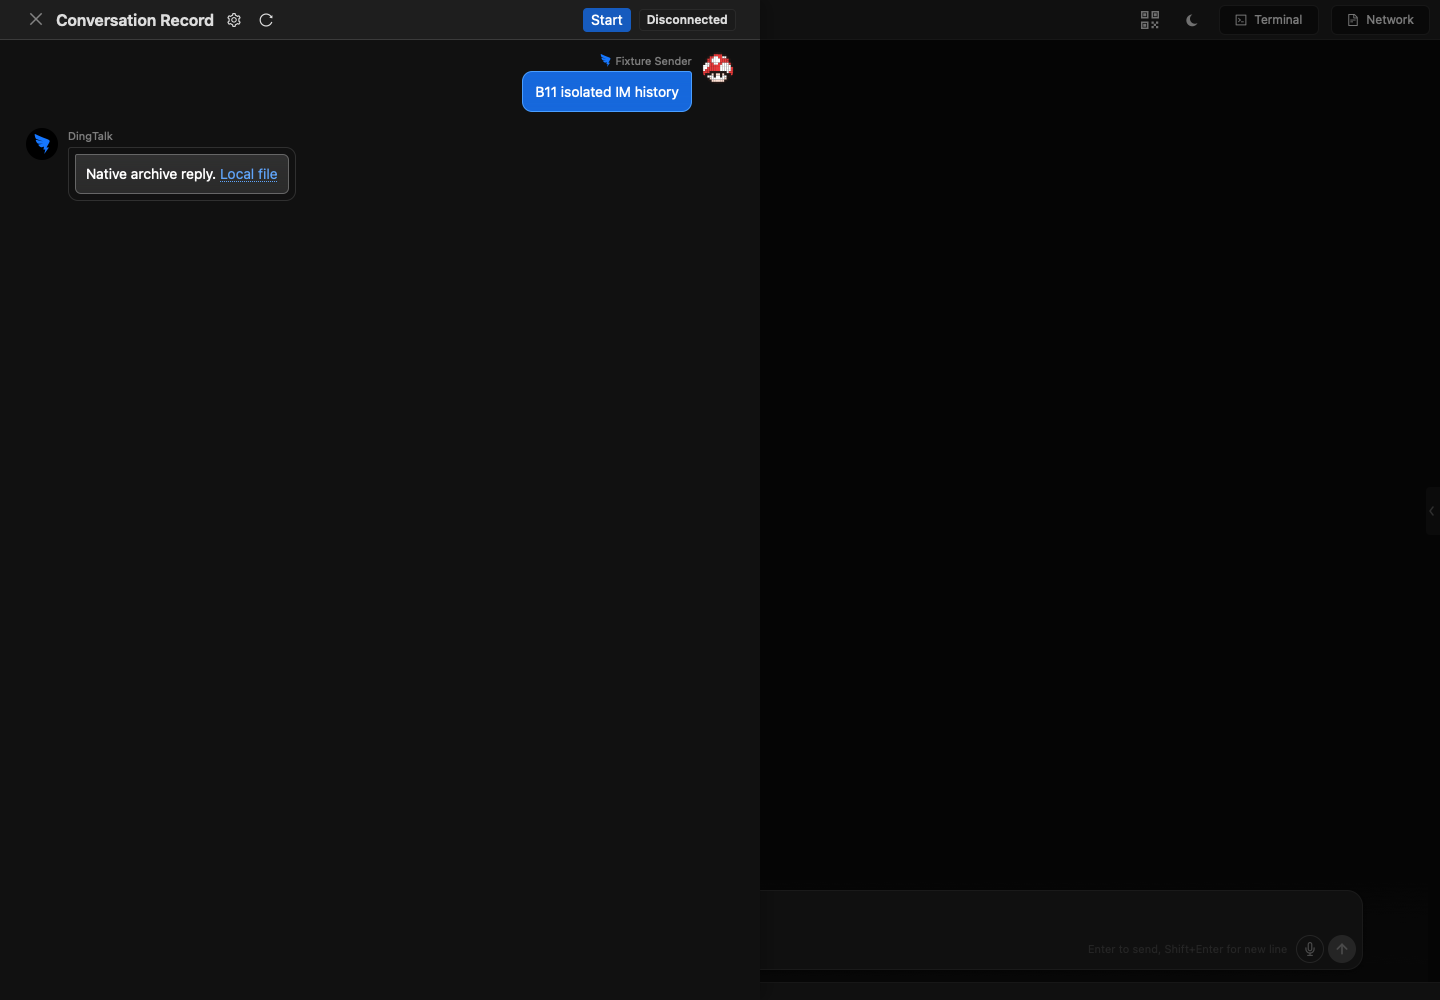 Conversation Record
Start
Disconnected
Terminal
Network
Fixture Sender
B11 isolated IM history
DingTalk
Native archive reply. Local file
Enter to send, Shift+Enter for new line